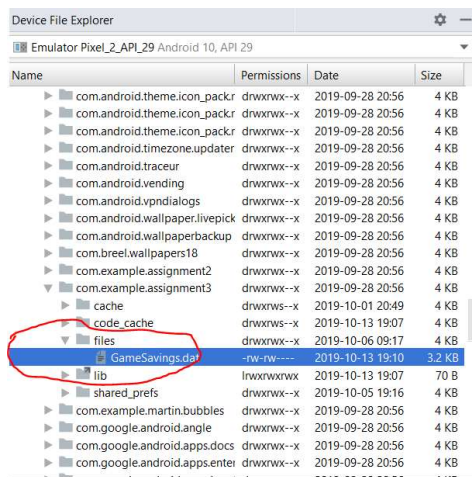 Device File Explorer
Emulator Pixel_2_API_29 Android 10, API 29
Name Permissions Date Size
com.android.theme.icon_pack.r drwxrwx--x 2019-09-28 20:56 4 KB
com.android.theme.icon_pack.r drwxrwx--x 2019-09-28 20:56 4 KB
com.android.theme.icon_pack.r drwxrwx--x 2019-09-28 20:56 4 KB
com.android.timezone.updater drwxrwx--x 2019-09-28 20:56 4 KB
com.android.traceur drwxrwx--x 2019-09-28 20:56 4 KB
com.android.vending drwxrwx--x 2019-09-28 20:56 4 KB
com.android.vpndialogs drwxrwx--x 2019-09-28 20:56 4 KB
com.android.wallpaper.livepick drwxrwx--x 2019-09-28 20:56 4 KB
com.android.wallpaperbackup drwxrwx--x 2019-09-28 20:56 4 KB
com.breel.wallpapers18 drwxrwx--x 2019-09-28 20:56 4 KB
com.example.assignment2 drwxrwx--x 2019-09-28 20:56 4 KB
com.example.assignment3 drwxrwx--x 2019-09-28 20:56 4 KB
cache drwxrws--x 2019-10-01 20:49 4 KB
code_cache drwxrws--x 2019-10-13 19:07 4 KB
files drwxrwx--x 2019-10-06 09:17 4 KB
GameSavings.dat -rw-rw---- 2019-10-13 19:10 3.2 KB
lib lrwxrwxrwx 2019-10-13 19:07 70 B
shared_prefs drwxrwx--x 2019-10-05 19:16 4 KB
com.example.martin.bubbles drwxrwx--x 2019-09-28 20:56 4 KB
com.google.android.angle drwxrwx--x 2019-09-28 20:56 4 KB
com.google.android.apps.docs drwxrwx--x 2019-09-28 20:56 4 KB
com.google.android.apps.enter drwxrwx--x 2019-09-28 20:56 4 KB